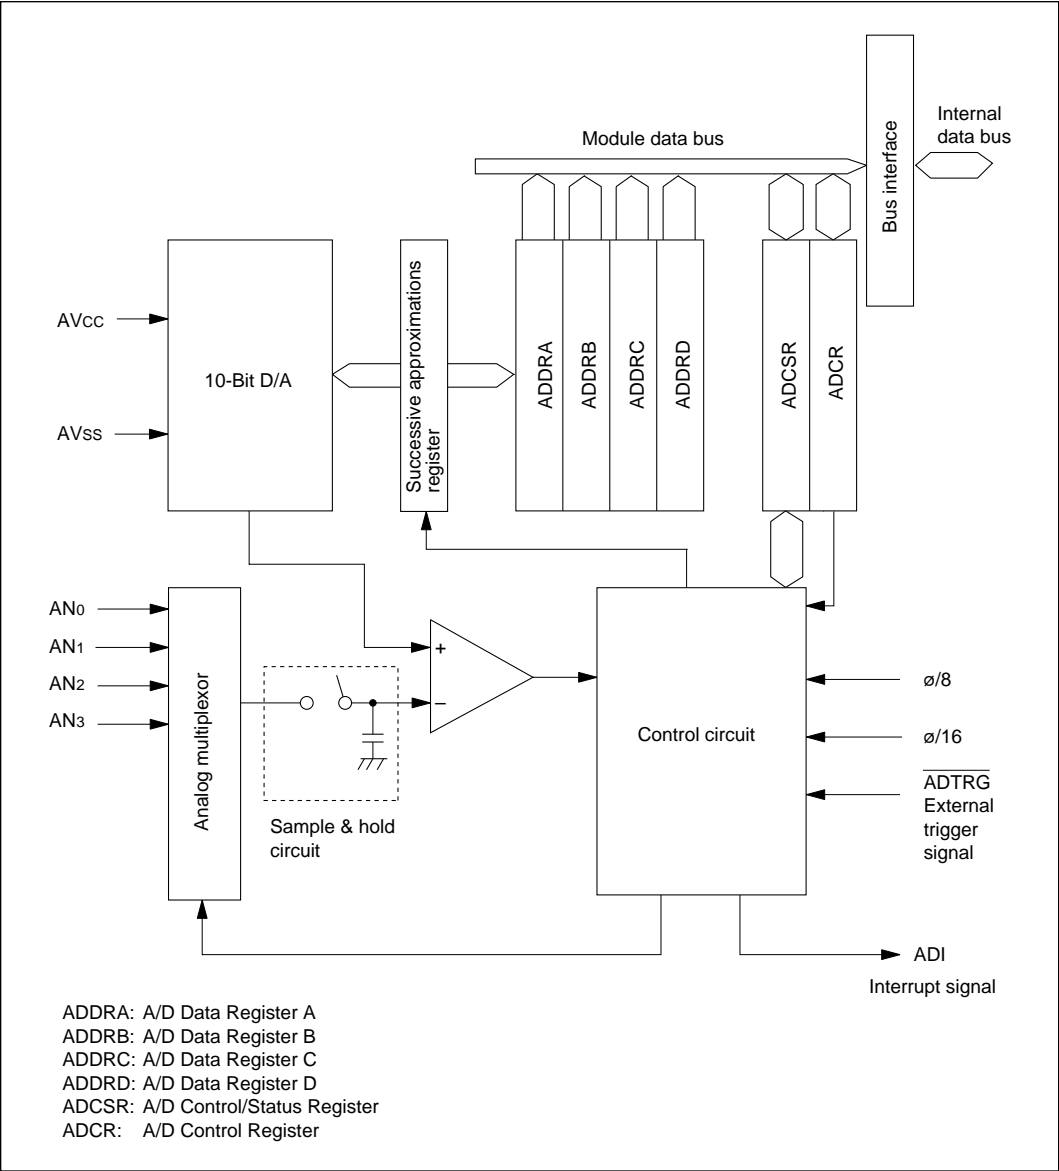 Internal
data bus
Module data bus
Bus interface
AVCC
AVSS
10-Bit D/A
Successive approximations
register
ADDRA
ADDRB
ADDRC
ADDRD
ADCSR
ADCR
AN0
AN1
AN2
AN3
Analog multiplexor
Sample & hold
circuit
+
−
Control circuit
ø/8
ø/16
ADTRG
External
trigger
signal
ADI
Interrupt signal
ADDRA: A/D Data Register A
ADDRB: A/D Data Register B
ADDRC: A/D Data Register C
ADDRD: A/D Data Register D
ADCSR: A/D Control/Status Register
ADCR: A/D Control Register